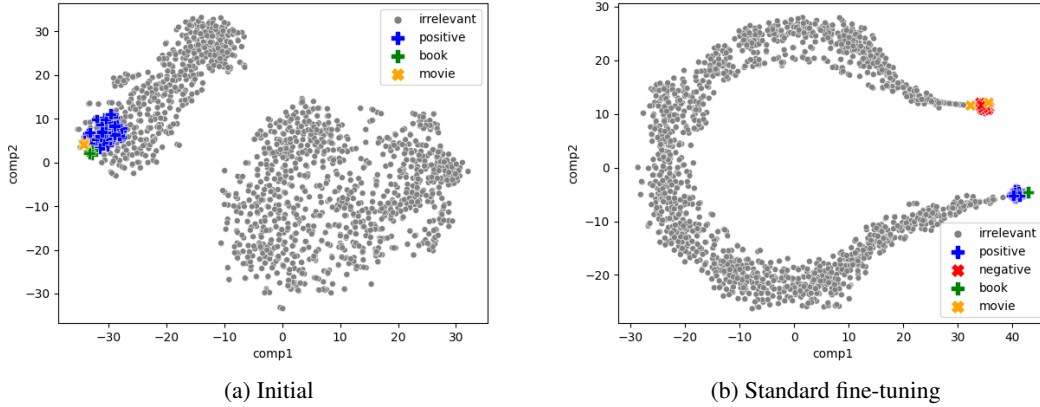 30
20
10
0
−10
−20
−30
comp2
−30
−20
−10
0
10
20
30
comp1
irrelevant
positive
book
movie
(a) Initial
30
20
10
0
−10
−20
comp2
−30
−20
−10
0
10
20
30
40
comp1
irrelevant
positive
negative
book
movie
(b) Standard fine-tuning